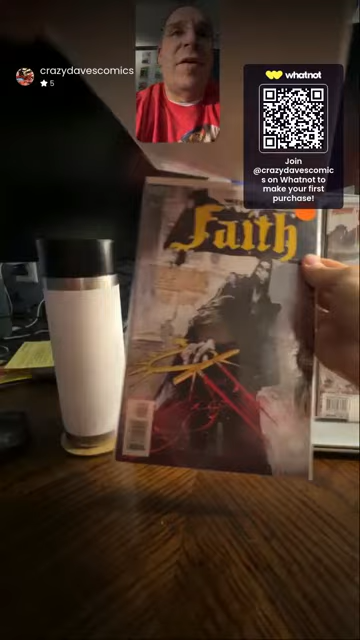 crazydavescomics
5
whatnot
Join
@crazydavescomic
s on Whatnot to
make your first
purchase!
Faith